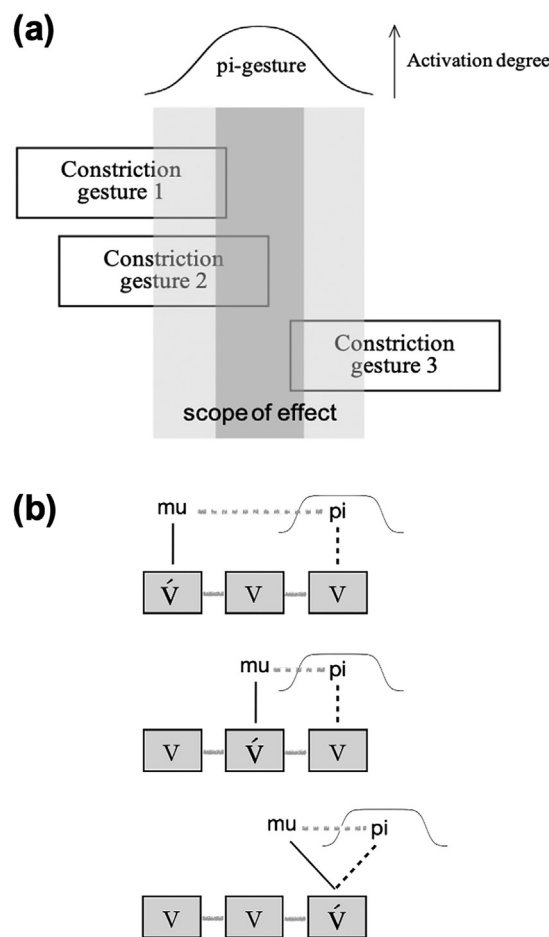 (a)
pi-gesture
Activation degree
Constriction
gesture 1
Constriction
gesture 2
Constriction
gesture 3
scope of effect
(b)
mu pi
V́ V V
mu pi
V V́ V
mu pi
V V V́